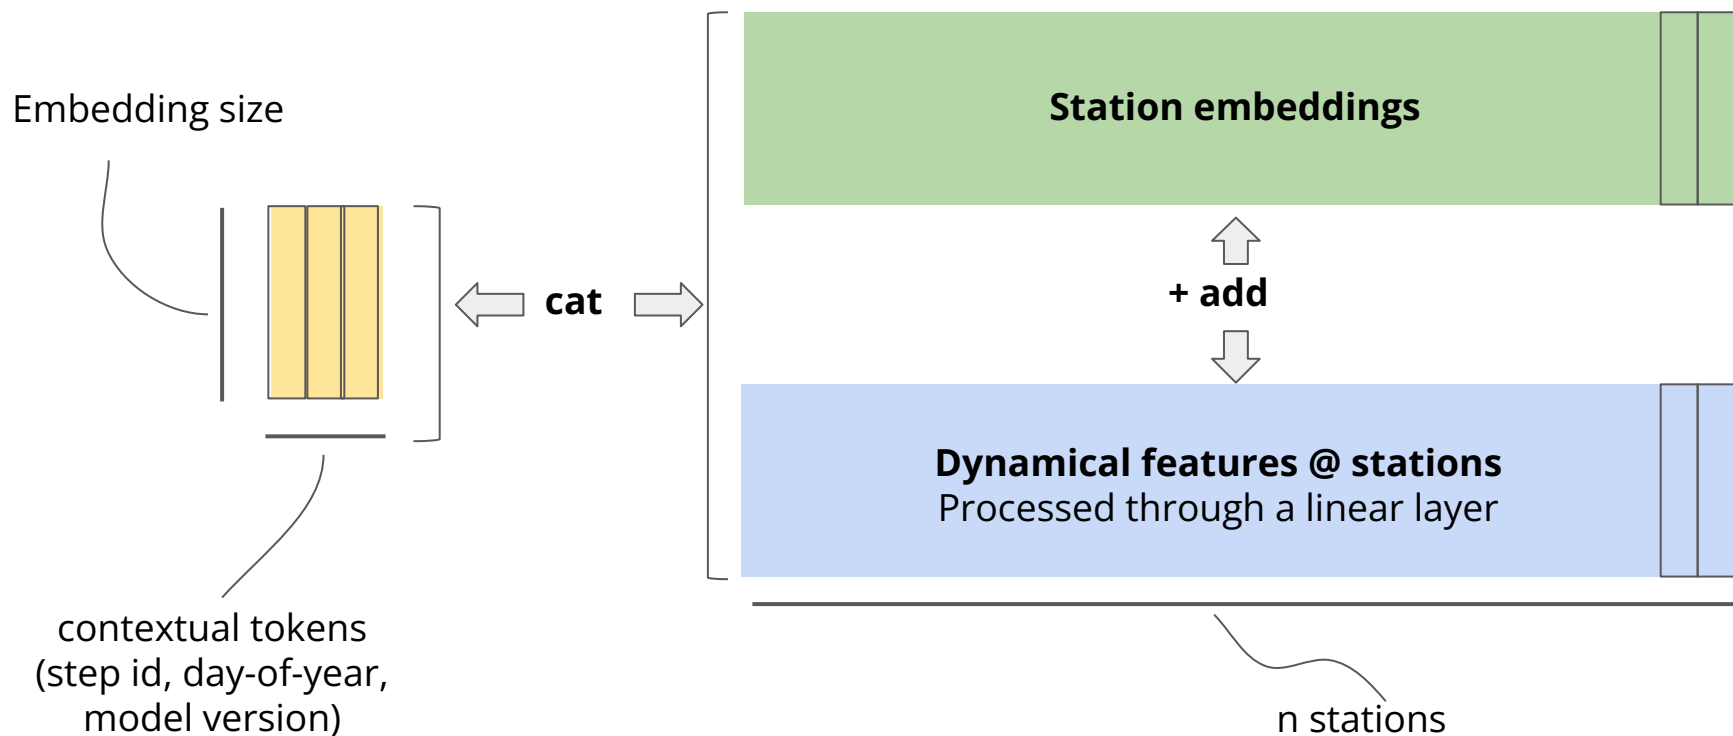 Station embeddings
Embedding size
cat
+ add
Dynamical features @ stations
Processed through a linear layer
contextual tokens
(step id, day-of-year,
model version)
n stations